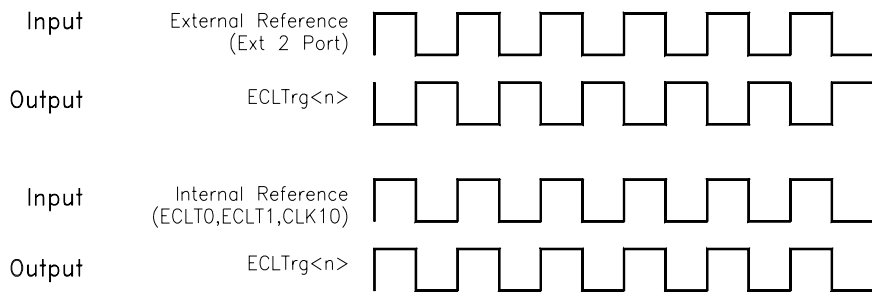 Input External Reference
(Ext 2 Port)
Output ECLTrg<n>
Input Internal Reference
(ECLT0,ECLT1,CLK10)
Output ECLTrg<n>